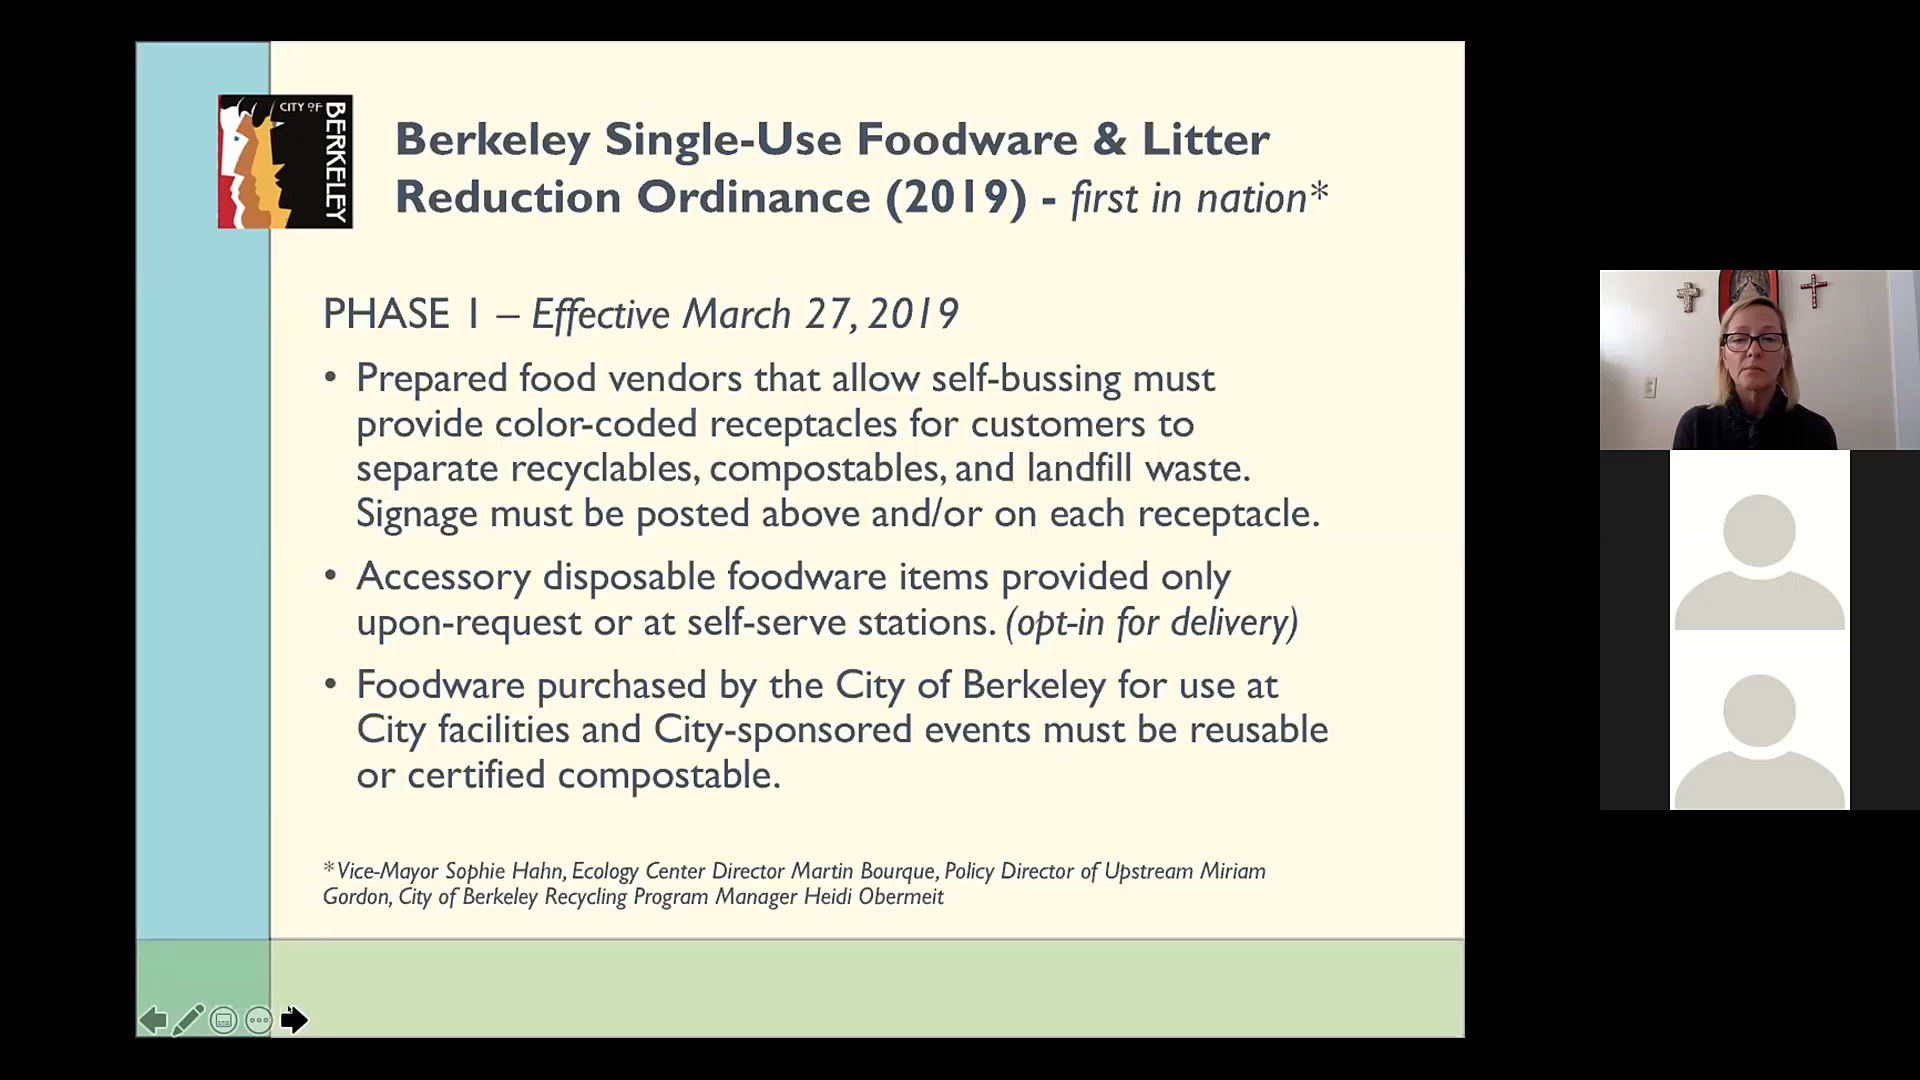 CITY OF
BERKELEY
Berkeley Single-Use Foodware & Litter
Reduction Ordinance (2019) - first in nation*
PHASE 1 – Effective March 27, 2019
• Prepared food vendors that allow self-bussing must
provide color-coded receptacles for customers to
separate recyclables, compostables, and landfill waste.
Signage must be posted above and/or on each receptacle.
• Accessory disposable foodware items provided only
upon-request or at self-serve stations. (opt-in for delivery)
• Foodware purchased by the City of Berkeley for use at
City facilities and City-sponsored events must be reusable
or certified compostable.
*Vice-Mayor Sophie Hahn, Ecology Center Director Martin Bourque, Policy Director of Upstream Miriam
Gordon, City of Berkeley Recycling Program Manager Heidi Obermeit